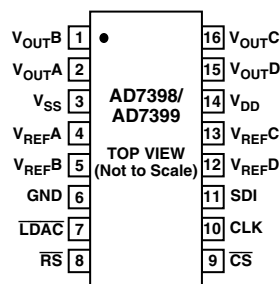 VOUTB 1 16 VOUTC
VOUTA 2 15 VOUTD
VSS 3 14 VDD
VREFA 4 13 VREFC
VREFB 5 12 VREFD
GND 6 11 SDI
LDAC 7 10 CLK
RS 8 9 CS
AD7398/
AD7399
TOP VIEW
(Not to Scale)